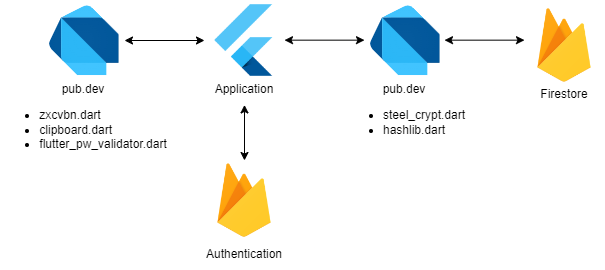 pub.dev
Application
pub.dev
Firestore
zxcvbn.dart
clipboard.dart
flutter_pw_validator.dart
steel_crypt.dart
hashlib.dart
Authentication